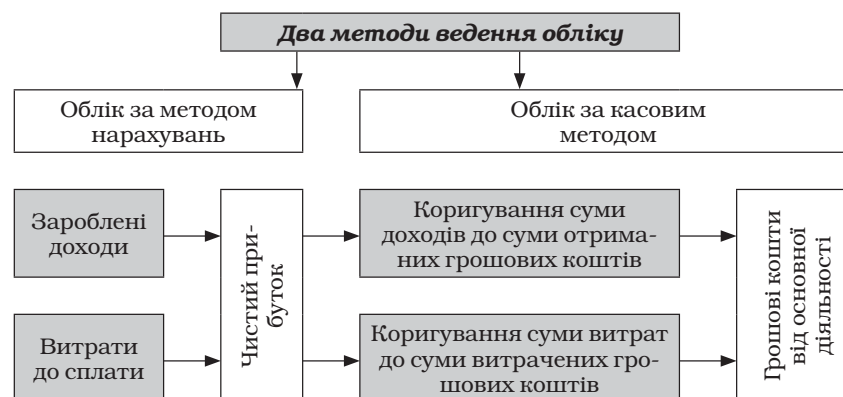 Два методи ведення обліку
Облік за методом
нарахувань
Облік за касовим
методом
Зароблені
доходи
Чистий при-
буток
Коригування суми
доходів до суми отрима-
них грошових коштів
Грошові кошти
від основної
діяльності
Витрати
до сплати
Коригування суми витрат
до суми витрачених гро-
шових коштів